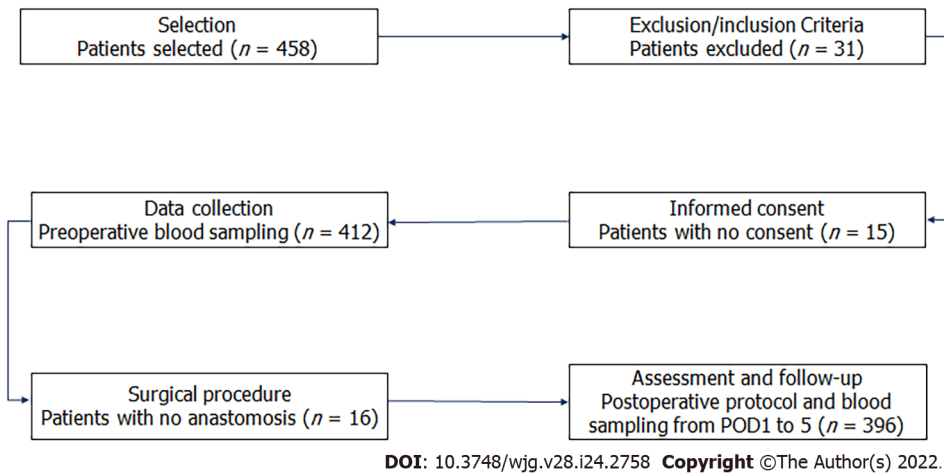 Selection
Patients selected (n = 458)
Exclusion/inclusion Criteria
Patients excluded (n = 31)
Informed consent
Patients with no consent (n = 15)
Data collection
Preoperative blood sampling (n = 412)
Surgical procedure
Patients with no anastomosis (n = 16)
Assessment and follow-up
Postoperative protocol and blood
sampling from POD1 to 5 (n = 396)
DOI: 10.3748/wjg.v28.i24.2758 Copyright ©The Author(s) 2022.